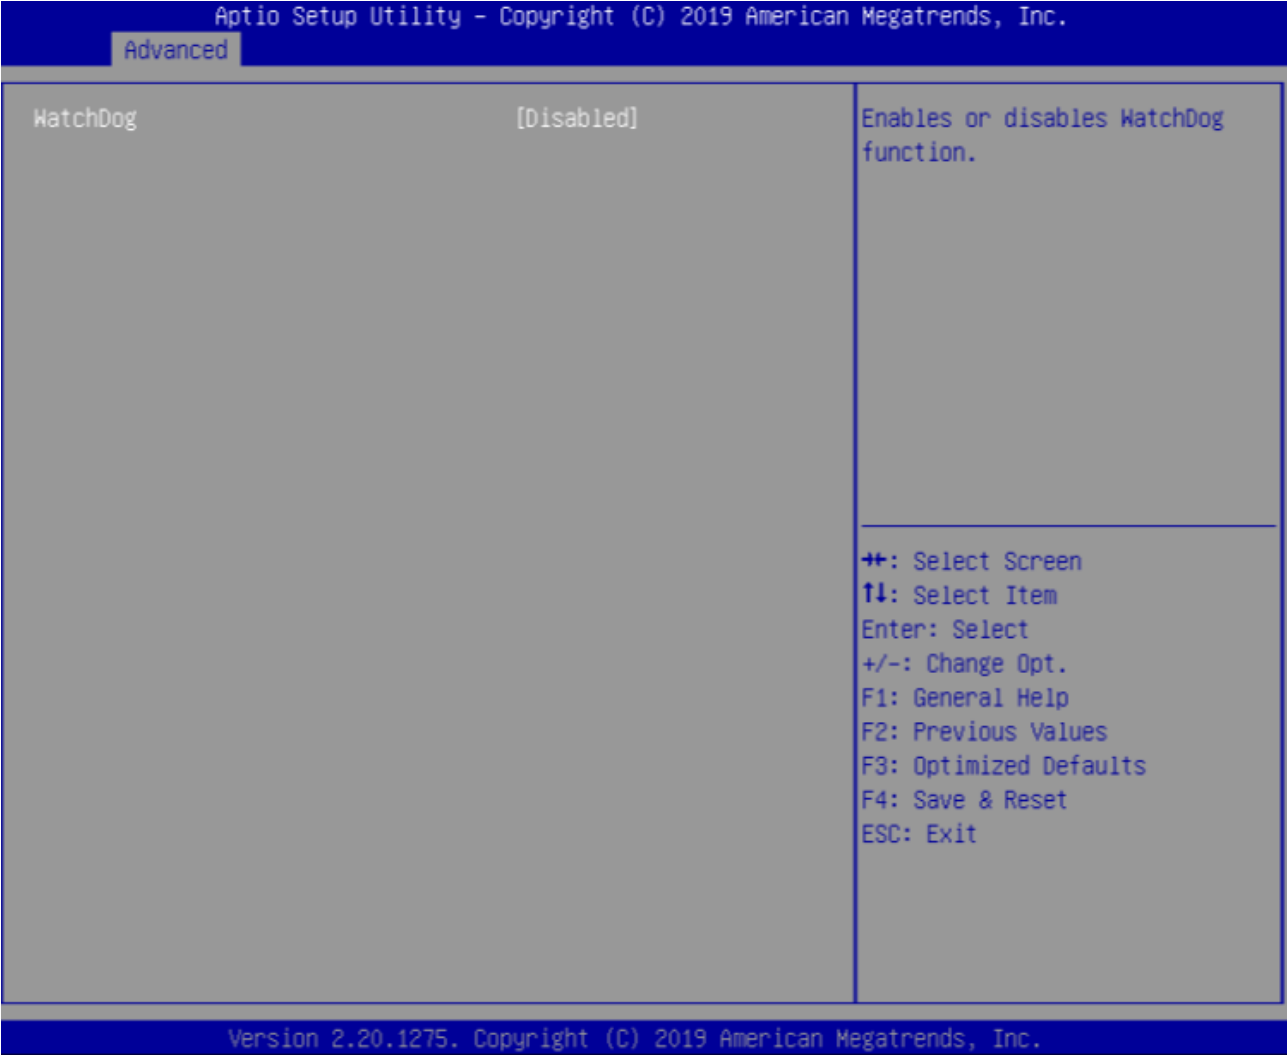 Aptio Setup Utility – Copyright (C) 2019 American Megatrends, Inc.
Advanced
WatchDog [Disabled]
Enables or disables WatchDog
function.
→←: Select Screen
↑↓: Select Item
Enter: Select
+/-: Change Opt.
F1: General Help
F2: Previous Values
F3: Optimized Defaults
F4: Save & Reset
ESC: Exit
Version 2.20.1275. Copyright (C) 2019 American Megatrends, Inc.